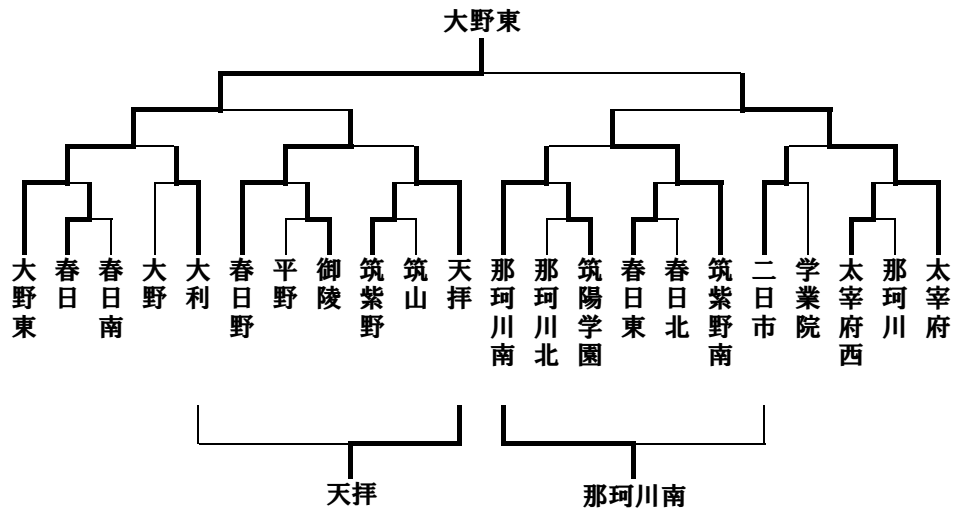 大野東
大野東
春日
春日南
大野
大利
春日野
平野
御陵
筑紫野
筑山
天拝
那珂川南
那珂川北
筑陽学園
春日東
春日北
筑紫野南
二日市
学業院
太宰府西
那珂川
太宰府
天拝
那珂川南